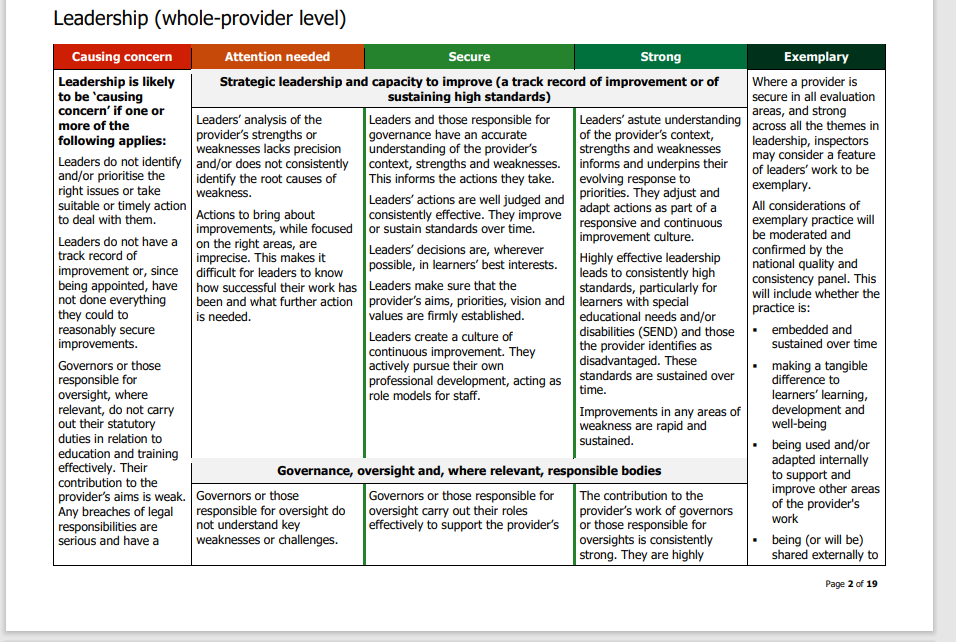 Leadership (whole-provider level)
Causing concern
Attention needed
Secure
Strong
Exemplary
Leadership is likely
to be ‘causing
concern’ if one or
more of the
following applies:
Leaders do not identify
and/or prioritise the
right issues or take
suitable or timely action
to deal with them.
Leaders do not have a
track record of
improvement or, since
being appointed, have
not done everything
they could to
reasonably secure
improvements.
Governors or those
responsible for
oversight, where
relevant, do not carry
out their statutory
duties in relation to
education and training
effectively. Their
contribution to the
provider’s aims is weak.
Any breaches of legal
responsibilities are
serious and have a
Strategic leadership and capacity to improve (a track record of improvement or of
sustaining high standards)
Leaders’ analysis of the
provider’s strengths or
weaknesses lacks precision
and/or does not consistently
identify the root causes of
weakness.
Actions to bring about
improvements, while focused
on the right areas, are
imprecise. This makes it
difficult for leaders to know
how successful their work has
been and what further action
is needed.
Leaders and those responsible for
governance have an accurate
understanding of the provider’s
context, strengths and weaknesses.
This informs the actions they take.
Leaders’ actions are well judged and
consistently effective. They improve
or sustain standards over time.
Leaders’ decisions are, wherever
possible, in learners’ best interests.
Leaders make sure that the
provider’s aims, priorities, vision and
values are firmly established.
Leaders create a culture of
continuous improvement. They
actively pursue their own
professional development, acting as
role models for staff.
Leaders’ astute understanding
of the provider’s context,
strengths and weaknesses
informs and underpins their
evolving response to
priorities. They adjust and
adapt actions as part of a
responsive and continuous
improvement culture.
Highly effective leadership
leads to consistently high
standards, particularly for
learners with special
educational needs and/or
disabilities (SEND) and those
the provider identifies as
disadvantaged. These
standards are sustained over
time.
Improvements in any areas of
weakness are rapid and
sustained.
Governance, oversight and, where relevant, responsible bodies
Governors or those
responsible for oversight do
not understand key
weaknesses or challenges.
Governors or those responsible for
oversight carry out their roles
effectively to support the provider’s
The contribution to the
provider’s work of governors
or those responsible for
oversights is consistently
strong. They are highly
Where a provider is
secure in all evaluation
areas, and strong
across all the themes in
leadership, inspectors
may consider a feature
of leaders’ work to be
exemplary.
All considerations of
exemplary practice will
be moderated and
confirmed by the
national quality and
consistency panel. This
will include whether the
practice is:
▪ embedded and
sustained over time
▪ making a tangible
difference to
learners’ learning,
development and
well-being
▪ being used and/or
adapted internally
to support and
improve other areas
of the provider's
work
▪ being (or will be)
shared externally to
Page 2 of 19